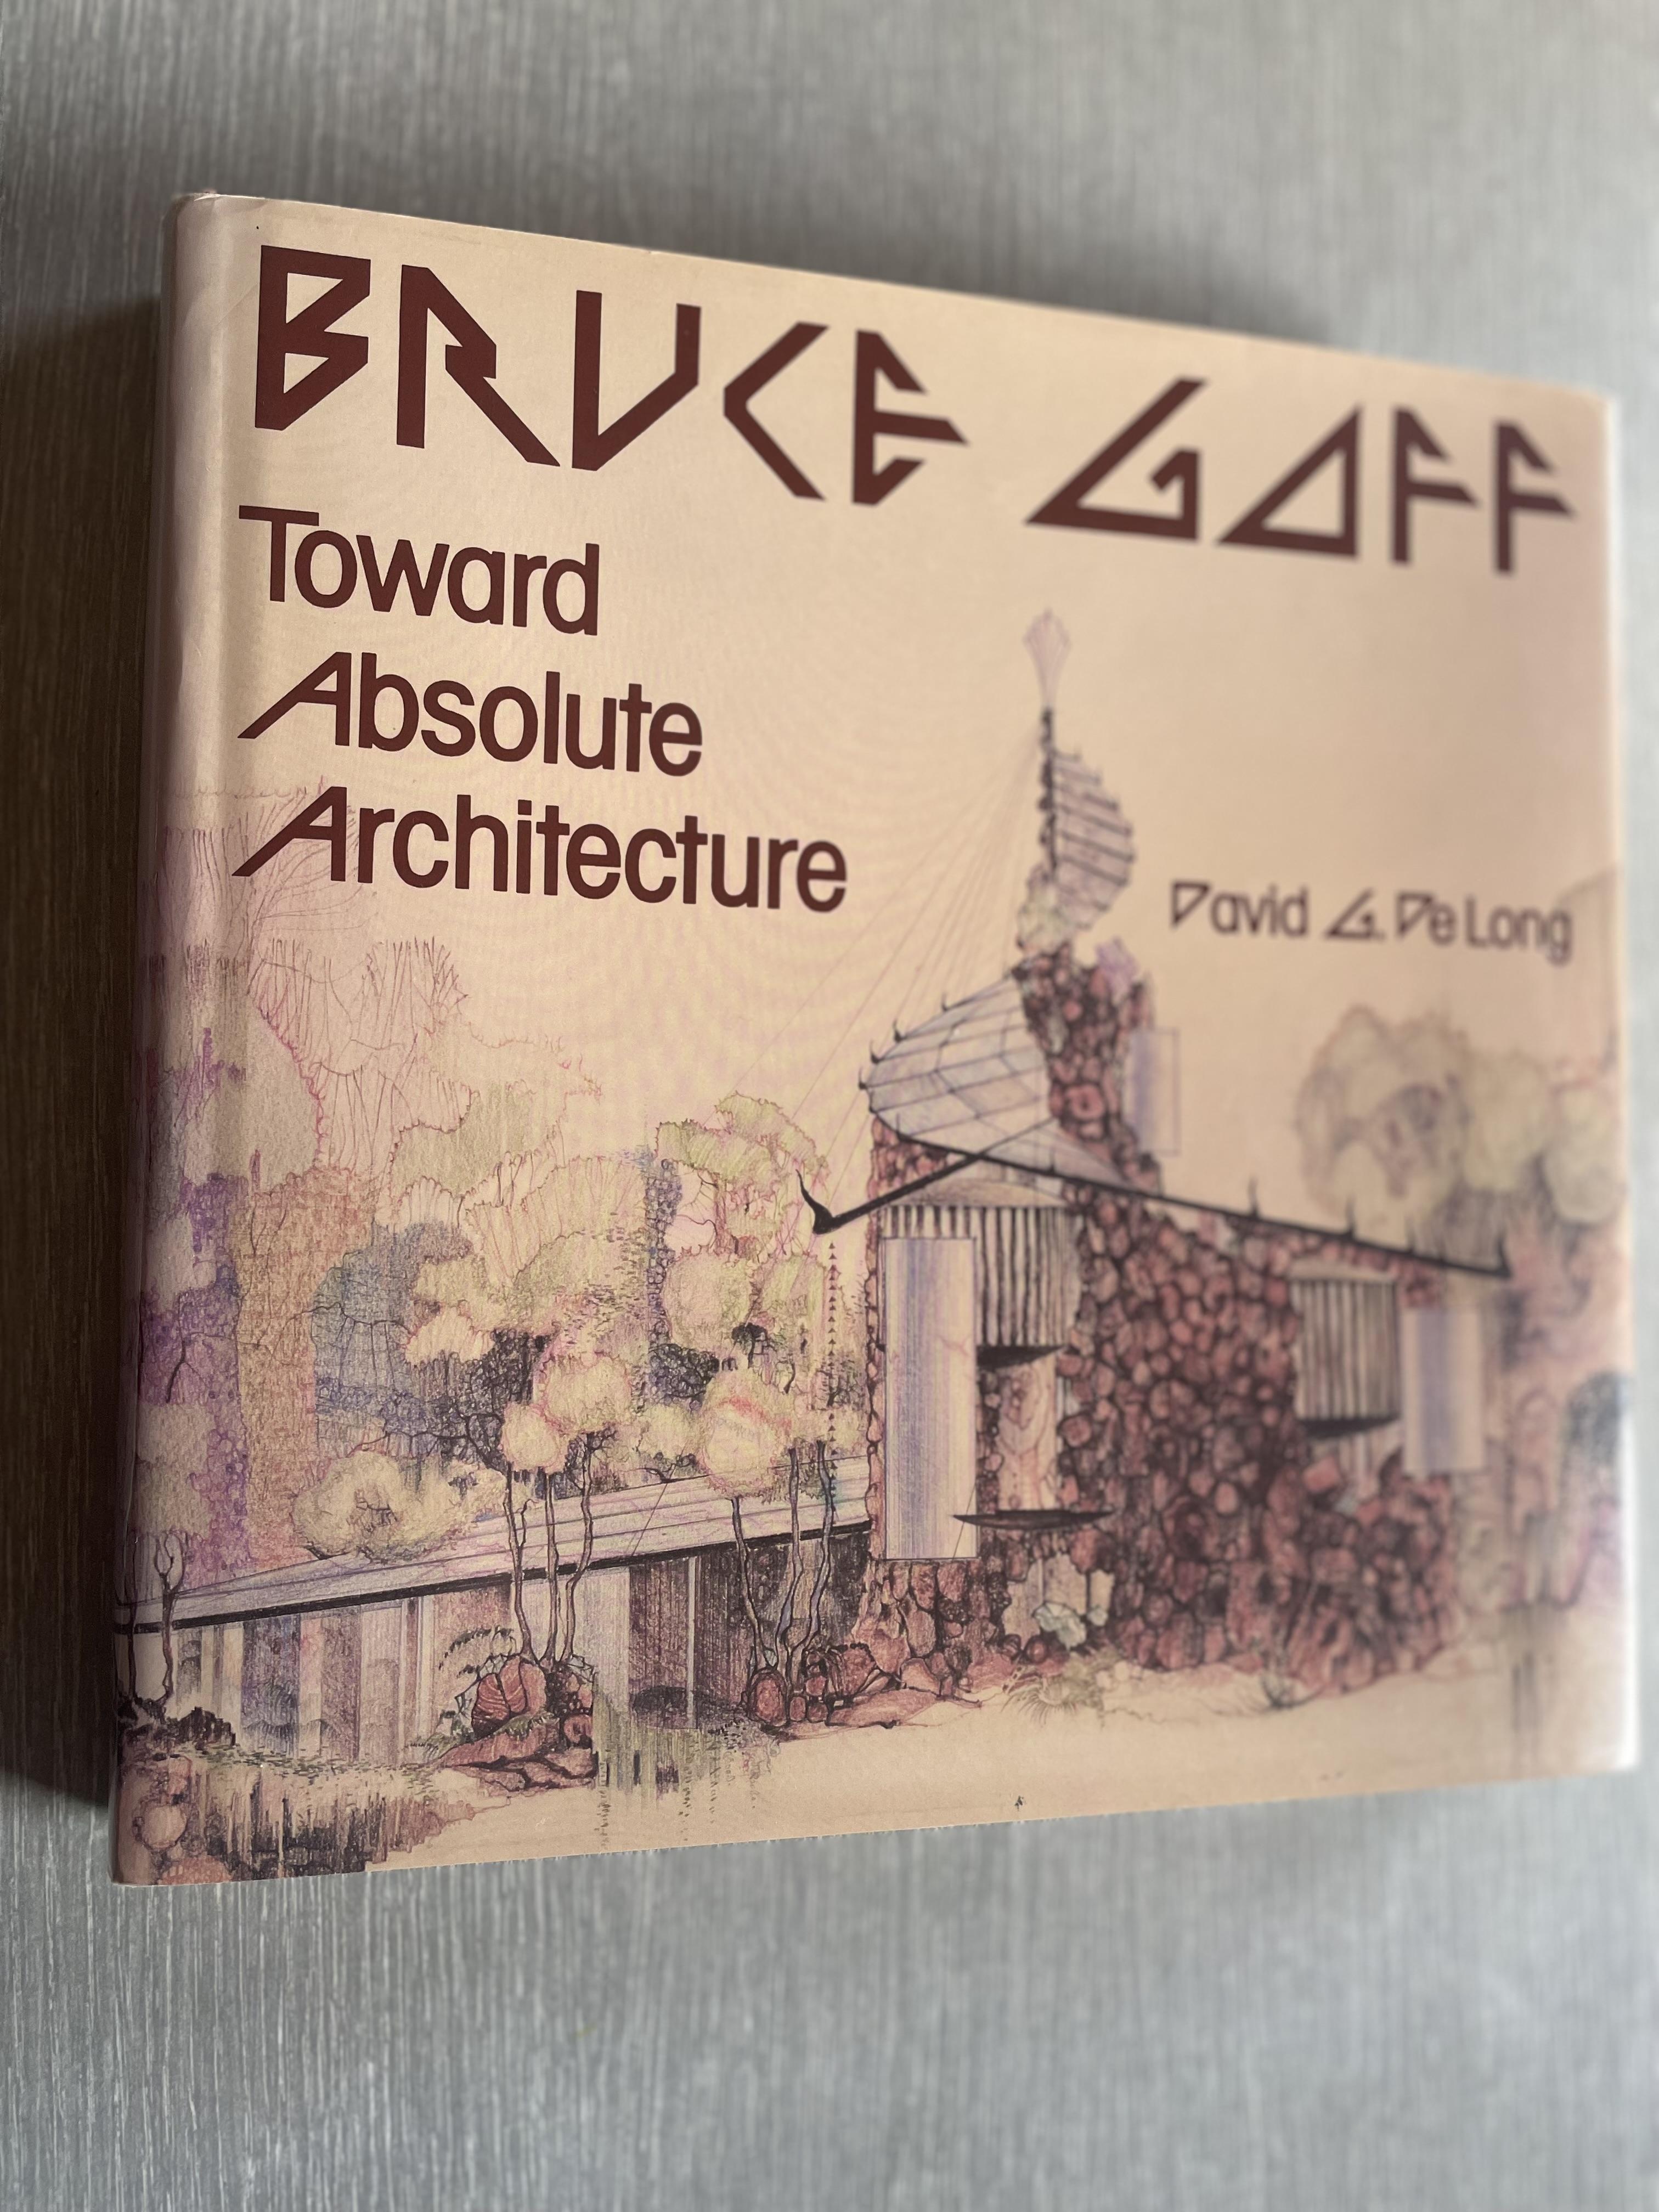 BRUCE GOFF
Toward
Absolute
Architecture
David G. De Long